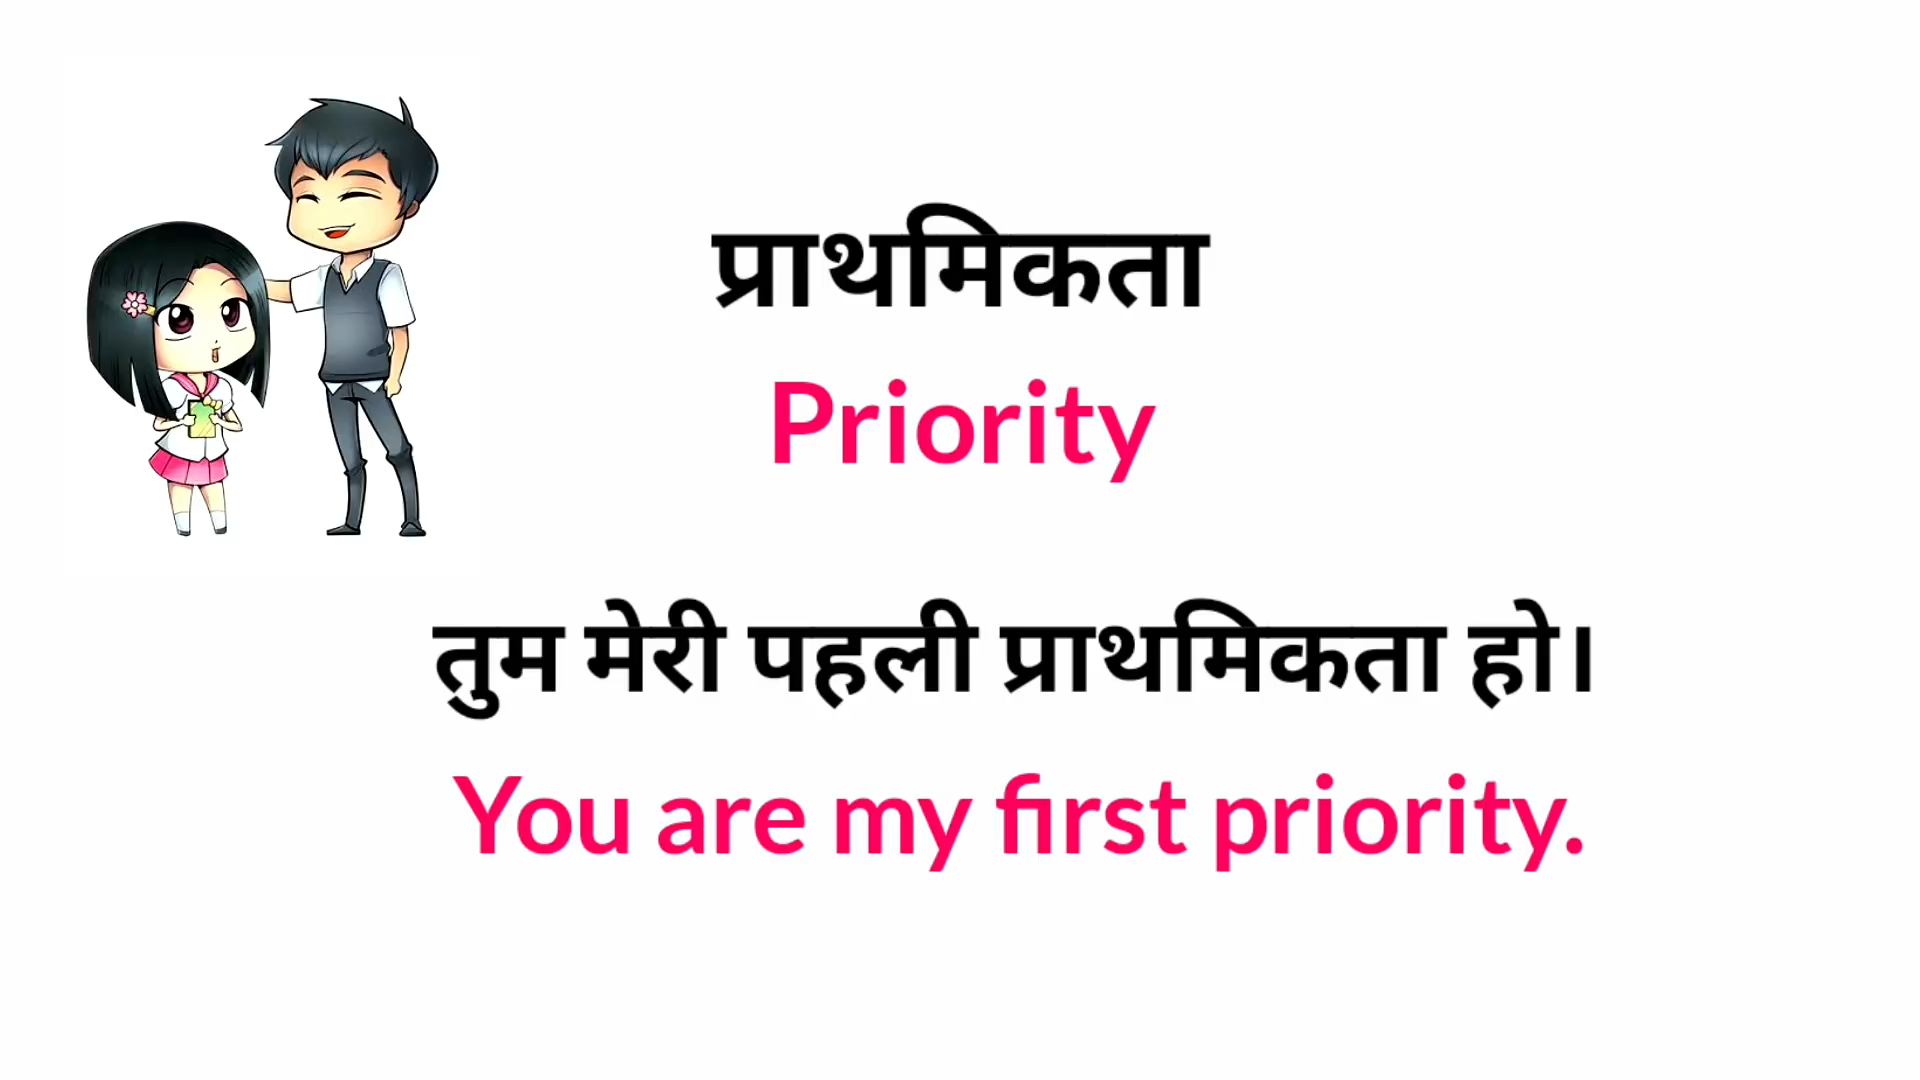 प्राथमिकता
Priority
तुम मेरी पहली प्राथमिकता हो।
You are my first priority.